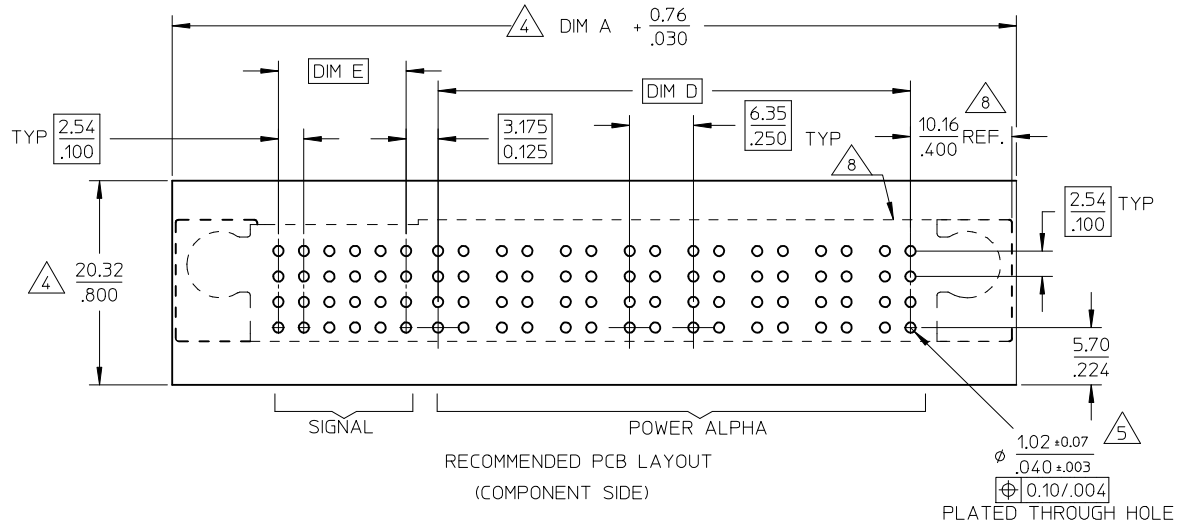 4 DIM A + 0.76
.030
DIM E
DIM D
8
TYP 2.54
.100
3.175
0.125
6.35
.250 TYP
10.16
.400 REF.
8
2.54
.100 TYP
4 20.32
.800
5.70
.224
SIGNAL
POWER ALPHA
RECOMMENDED PCB LAYOUT
(COMPONENT SIDE)
5
⌀ 1.02 ±0.07
.040 ±.003
⌖ 0.10/.004
PLATED THROUGH HOLE